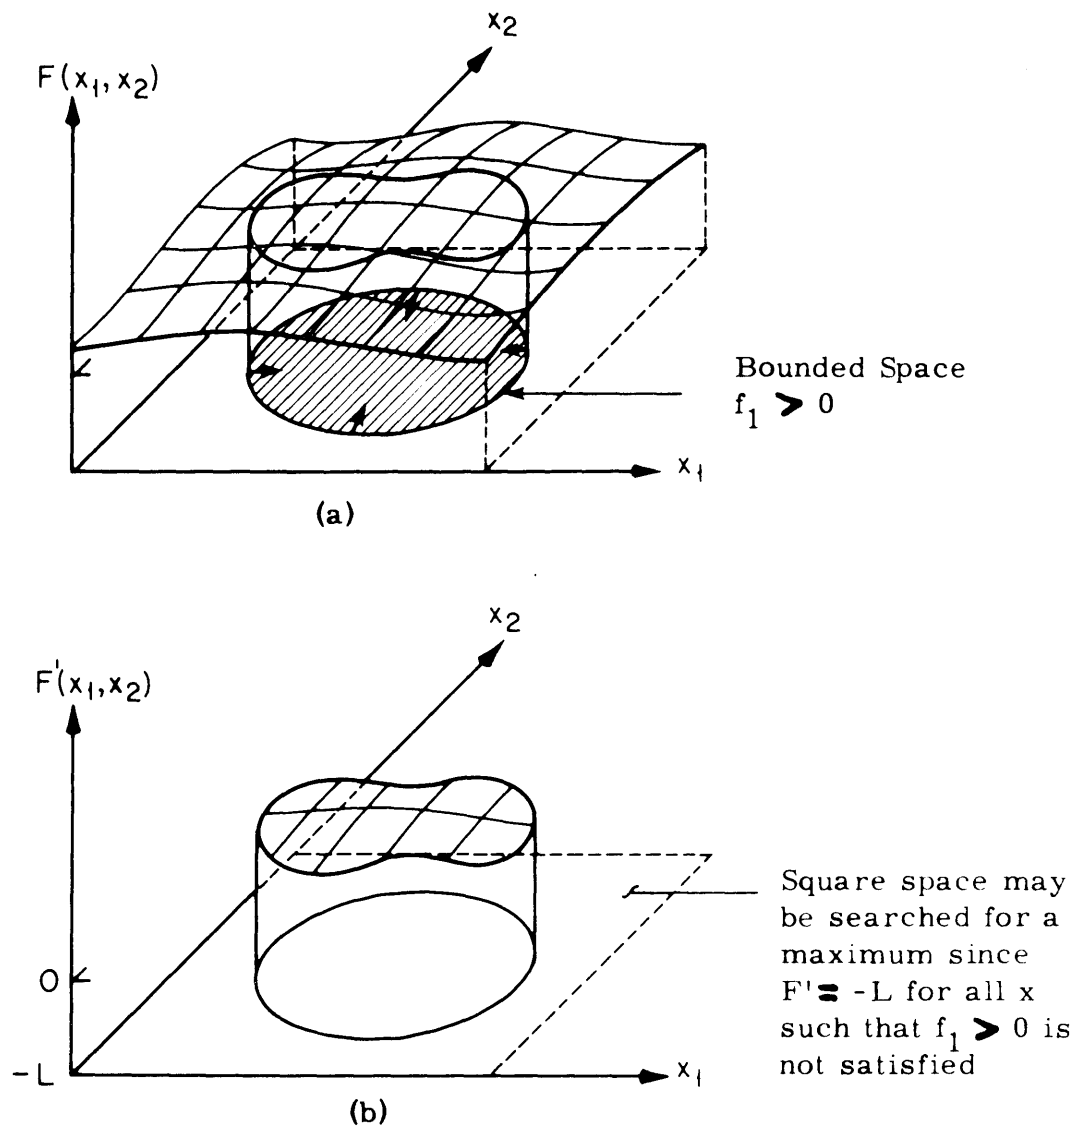 x₂
F(x₁, x₂)
Bounded Space
f₁ > 0
x₁
(a)
x₂
F'(x₁,x₂)
Square space may
be searched for a
maximum since
F' = -L for all x
such that f₁ > 0 is
not satisfied
0
-L
x₁
(b)